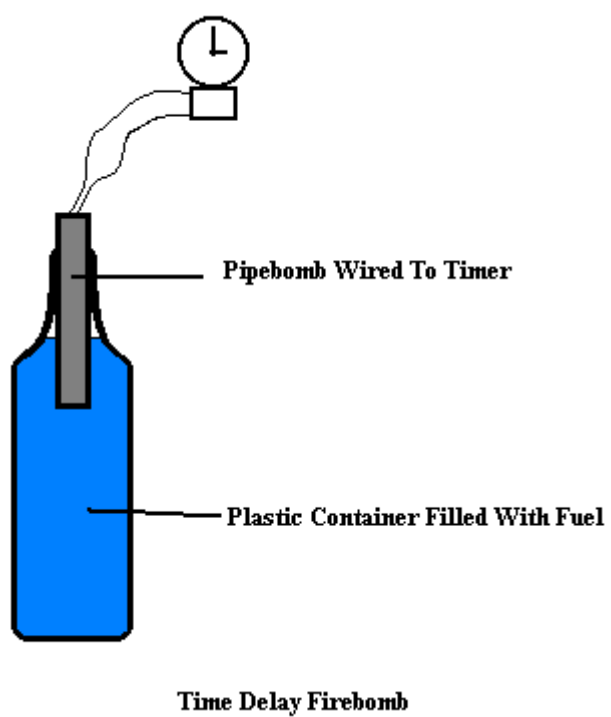 Pipebomb Wired To Timer
Plastic Container Filled With Fuel
Time Delay Firebomb